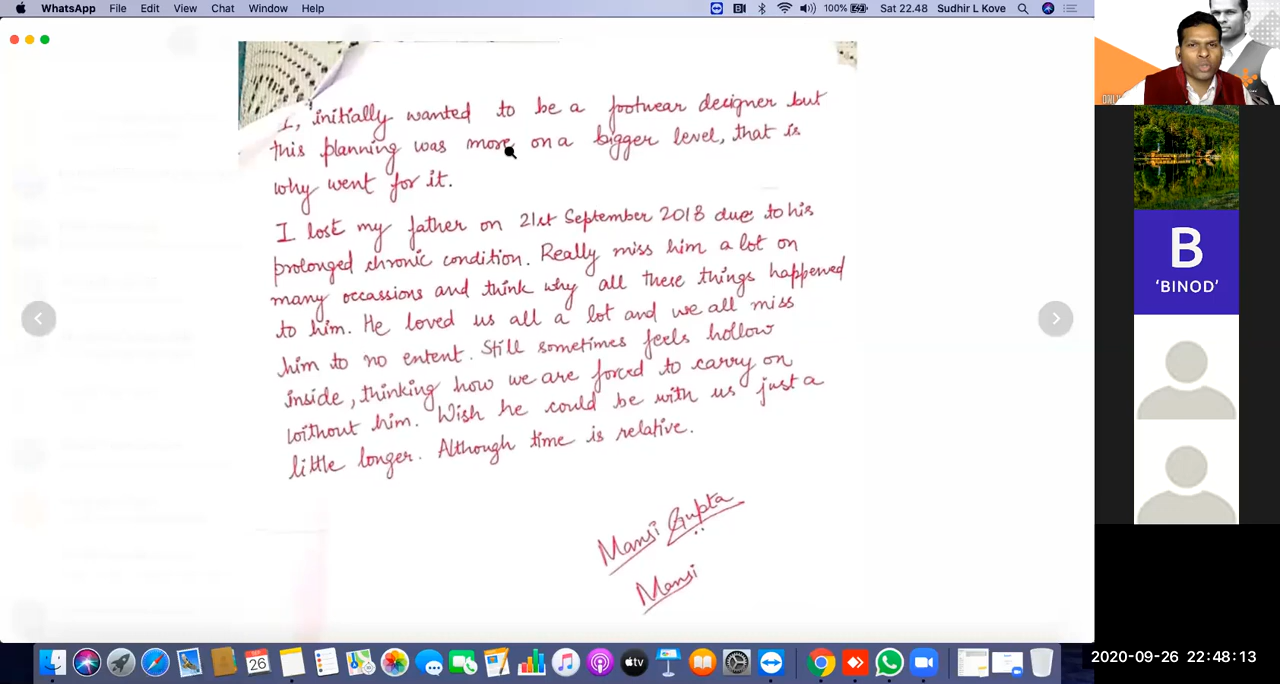 WhatsApp File Edit View Chat Window Help 100% Sat 22.48 Sudhir L Kove
I, initially wanted to be a footwear designer but
this planning was more on a bigger level, that is
why went for it.
I lost my father on 21st September 2018 due to his
prolonged chronic condition. Really miss him a lot on
many occassions and think why all these things happened
to him. He loved us all a lot and we all miss
him to no entent. Still sometimes feels hollow
inside, thinking how we are forced to carry on
without him. Wish he could be with us just a
little longer. Although time is relative.
Mansi Gupta
Mansi
B
'BINOD'
SEP
26
tv
2020-09-26 22:48:13